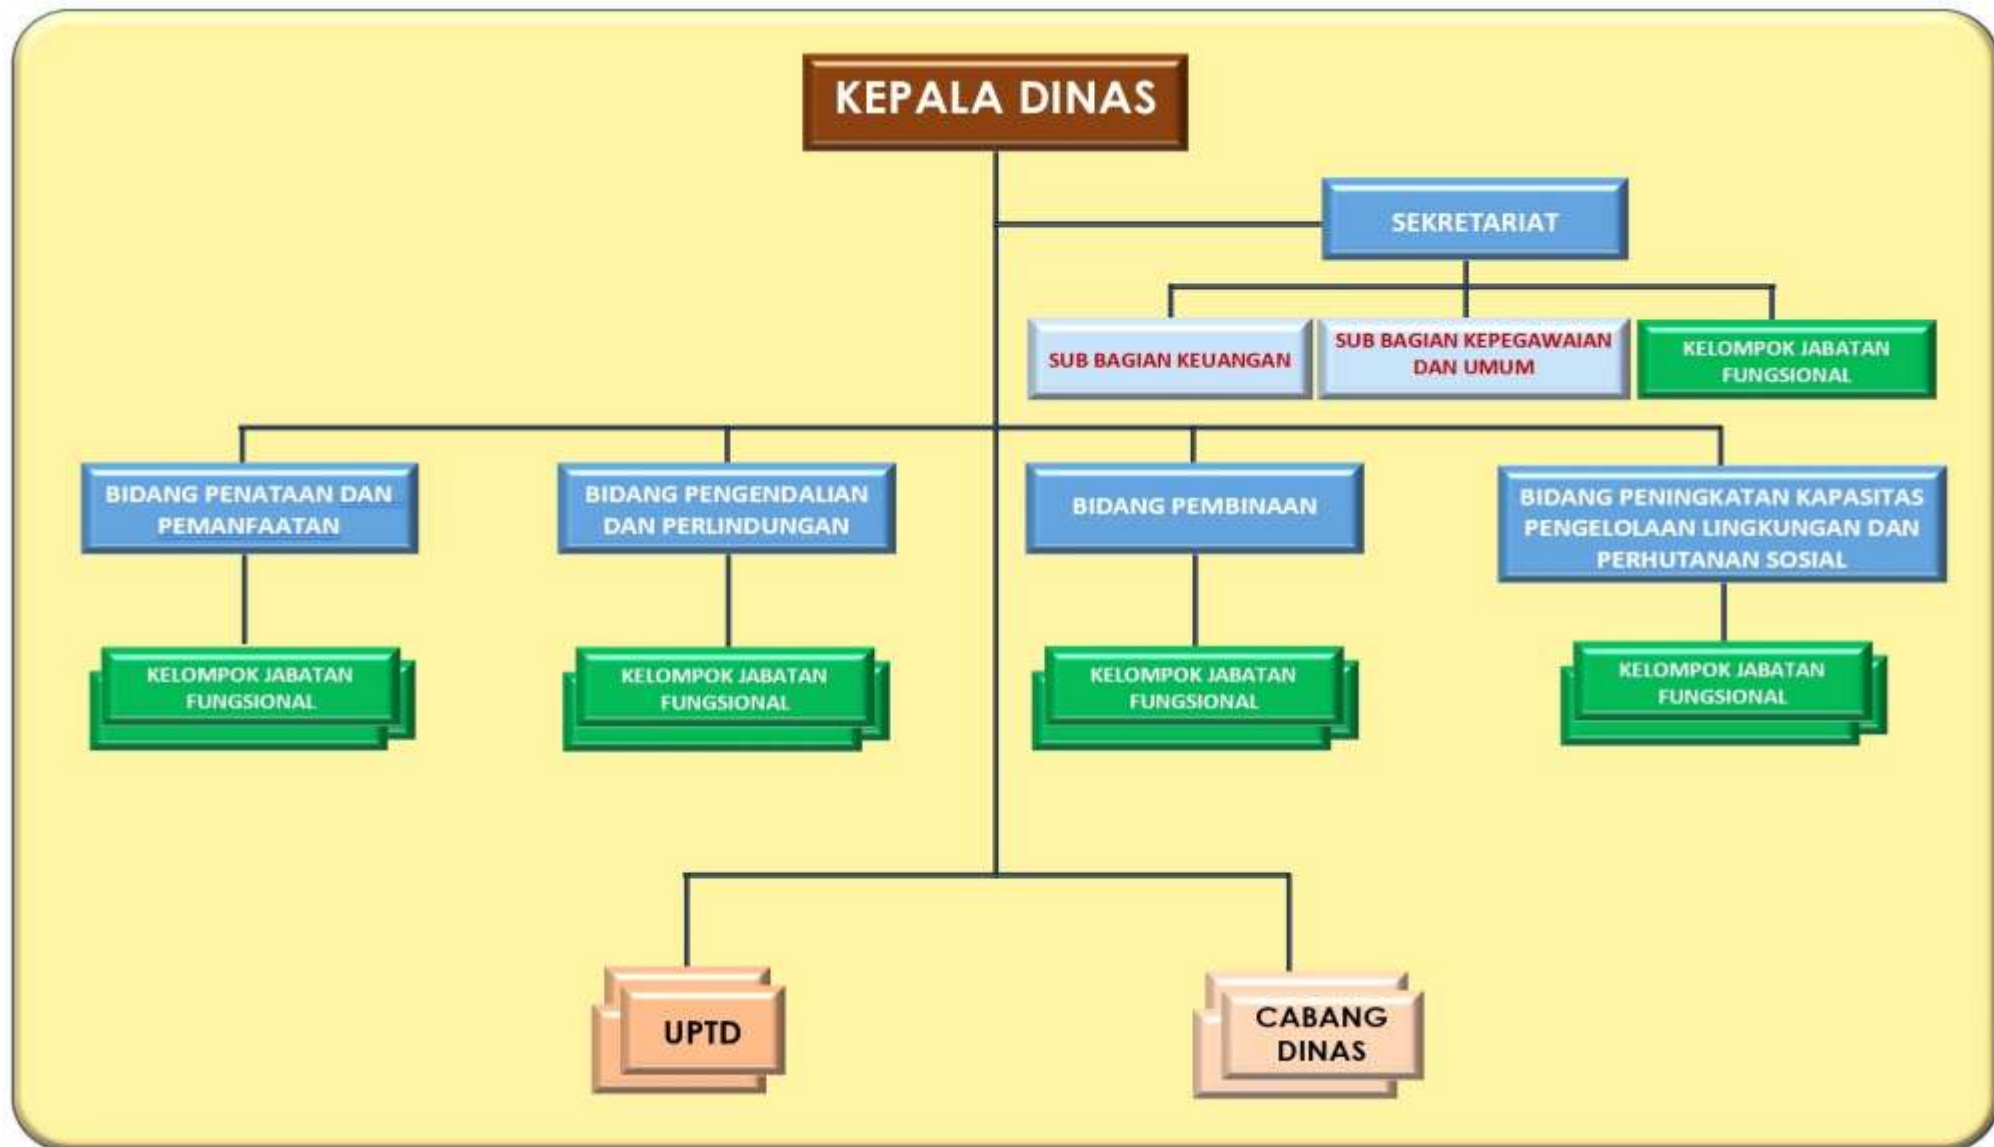 KEPALA DINAS
SEKRETARIAT
SUB BAGIAN KEUANGAN
SUB BAGIAN KEPEGAWAIAN
DAN UMUM
KELOMPOK JABATAN
FUNGSIONAL
BIDANG PENATAAN DAN
PEMANFAATAN
BIDANG PENGENDALIAN
DAN PERLINDUNGAN
BIDANG PEMBINAAN
BIDANG PENINGKATAN KAPASITAS
PENGELOLAAN LINGKUNGAN DAN
PERHUTANAN SOSIAL
KELOMPOK JABATAN
FUNGSIONAL
KELOMPOK JABATAN
FUNGSIONAL
KELOMPOK JABATAN
FUNGSIONAL
KELOMPOK JABATAN
FUNGSIONAL
UPTD
CABANG
DINAS